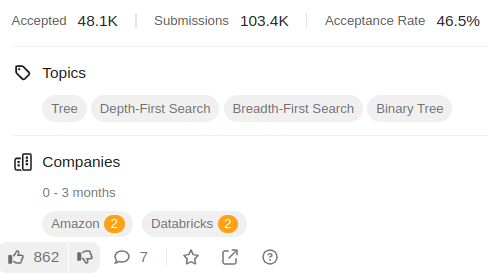 Accepted 48.1K Submissions 103.4K Acceptance Rate 46.5%
Topics
Tree Depth-First Search Breadth-First Search Binary Tree
Companies
0 - 3 months
Amazon 2 Databricks 2
862 7